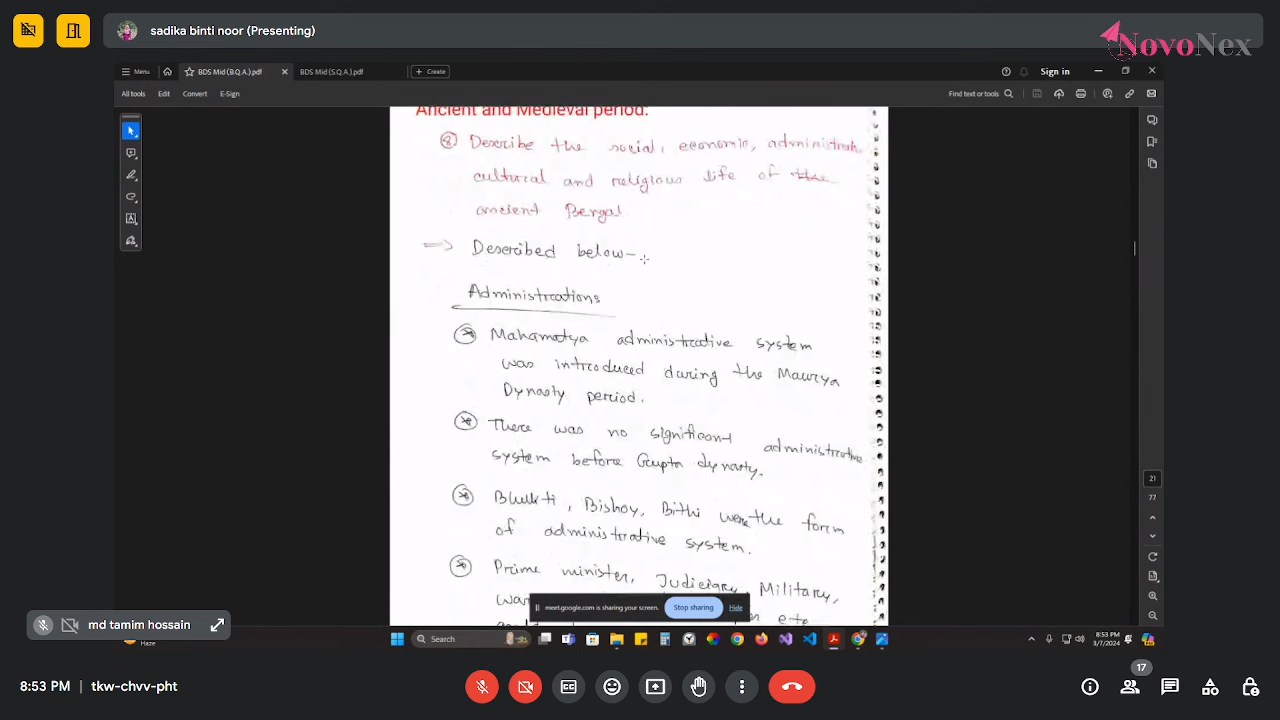 sadika binti noor (Presenting)
NovoNex
Menu
BDS Mid (B.Q.A.).pdf
BDS Mid (S.Q.A.).pdf
+ Create
Sign in
All tools
Edit
Convert
E-Sign
Find text or tools
Ancient and Medieval period:
Describe the social, economic, administrati
cultural and religious life of the
ancient Bengal
Described below-
Administrations
Mahamatya administrative system
was introduced during the Maurya
Dynasty period.
There was no significant administrative
system before Gupta dynasty.
Bhukti, Bishoy, Bithi were the form
of administrative system.
Prime minister, Judiciary, Military,
21
77
meet.google.com is sharing your screen.
Stop sharing
Hide
etc
md tamim hossain
Haze
Search
8:53 PM
3/7/2024
17
8:53 PM | tkw-chvv-pht